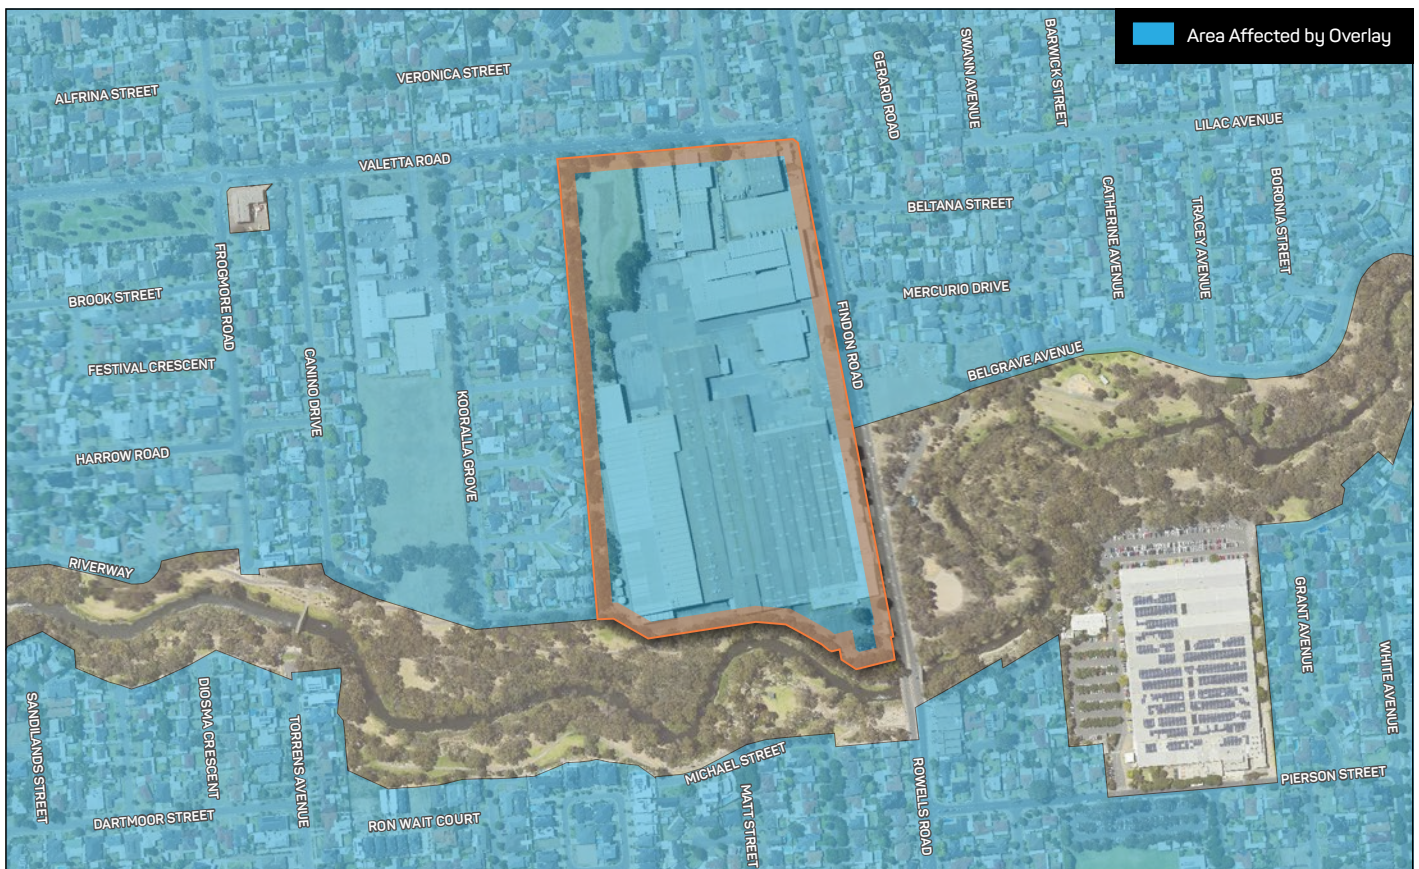 Area Affected by Overlay
ALFRINA STREET
VERONICA STREET
GERARD ROAD
SWANN AVENUE
BARWICK STREET
LILAC AVENUE
VALETTA ROAD
BELTANA STREET
CATHERINE AVENUE
TRACEY AVENUE
BORONIA STREET
BROOK STREET
FROGMORE ROAD
MERCURIO DRIVE
FINDON ROAD
FESTIVAL CRESCENT
CANINO DRIVE
BELGRAVE AVENUE
KOORALLA GROVE
HARROW ROAD
RIVERWAY
GRANT AVENUE
WHITE AVENUE
SANDILANDS STREET
DIOSMA CRESCENT
TORRENS AVENUE
MICHAEL STREET
ROWELLS ROAD
PIERSON STREET
DARTMOOR STREET
RON WAIT COURT
MATT STREET